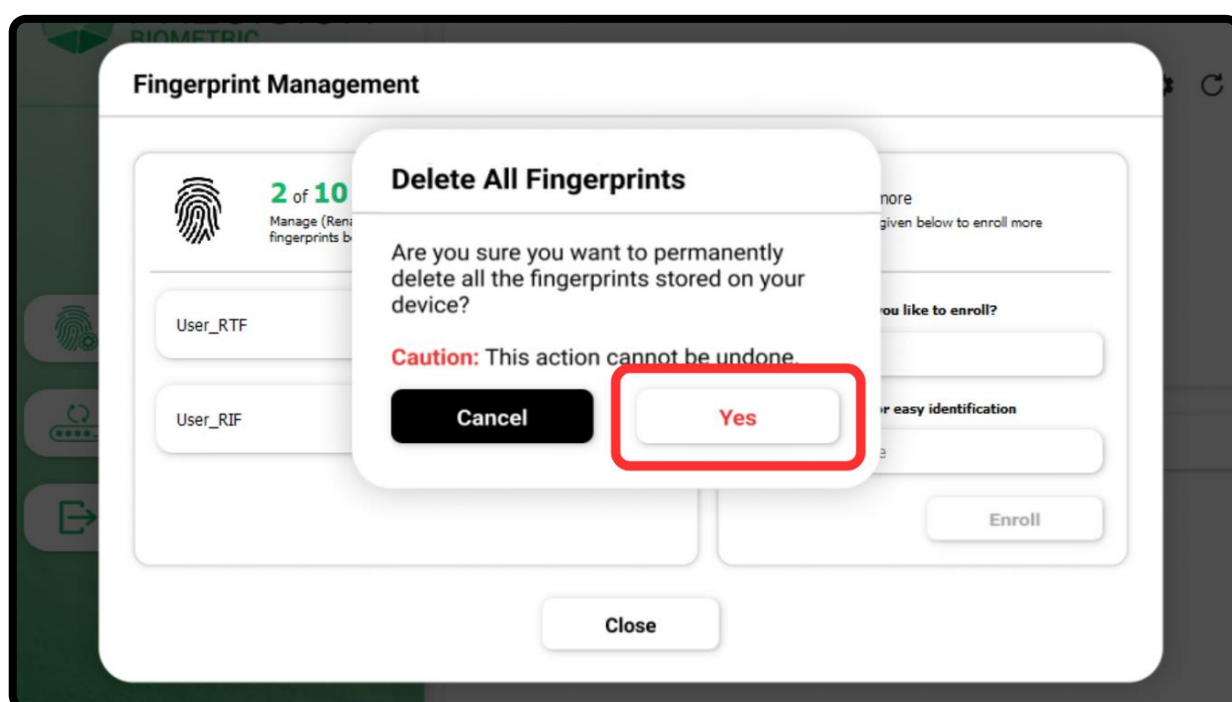 BIOMETRIC
Fingerprint Management
2 of 10
Manage (Rena
fingerprints b
User_RTF
User_RIF
Delete All Fingerprints
Are you sure you want to permanently
delete all the fingerprints stored on your
device?
Caution: This action cannot be undone.
Cancel
Yes
more
given below to enroll more
you like to enroll?
r easy identification
e
Enroll
Close